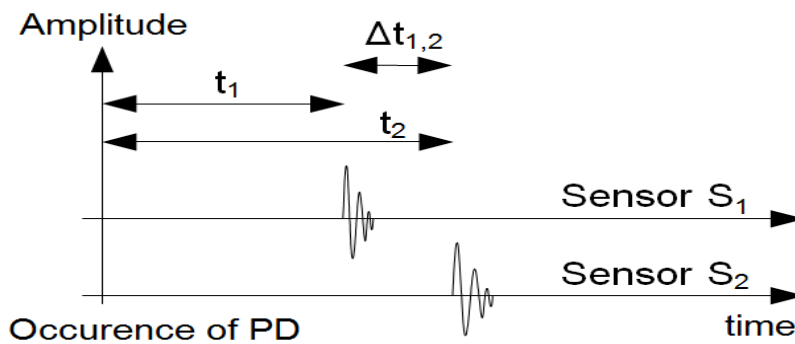 Amplitude
Δt₁,₂
t₁
t₂
Sensor S₁
Sensor S₂
Occurence of PD
time